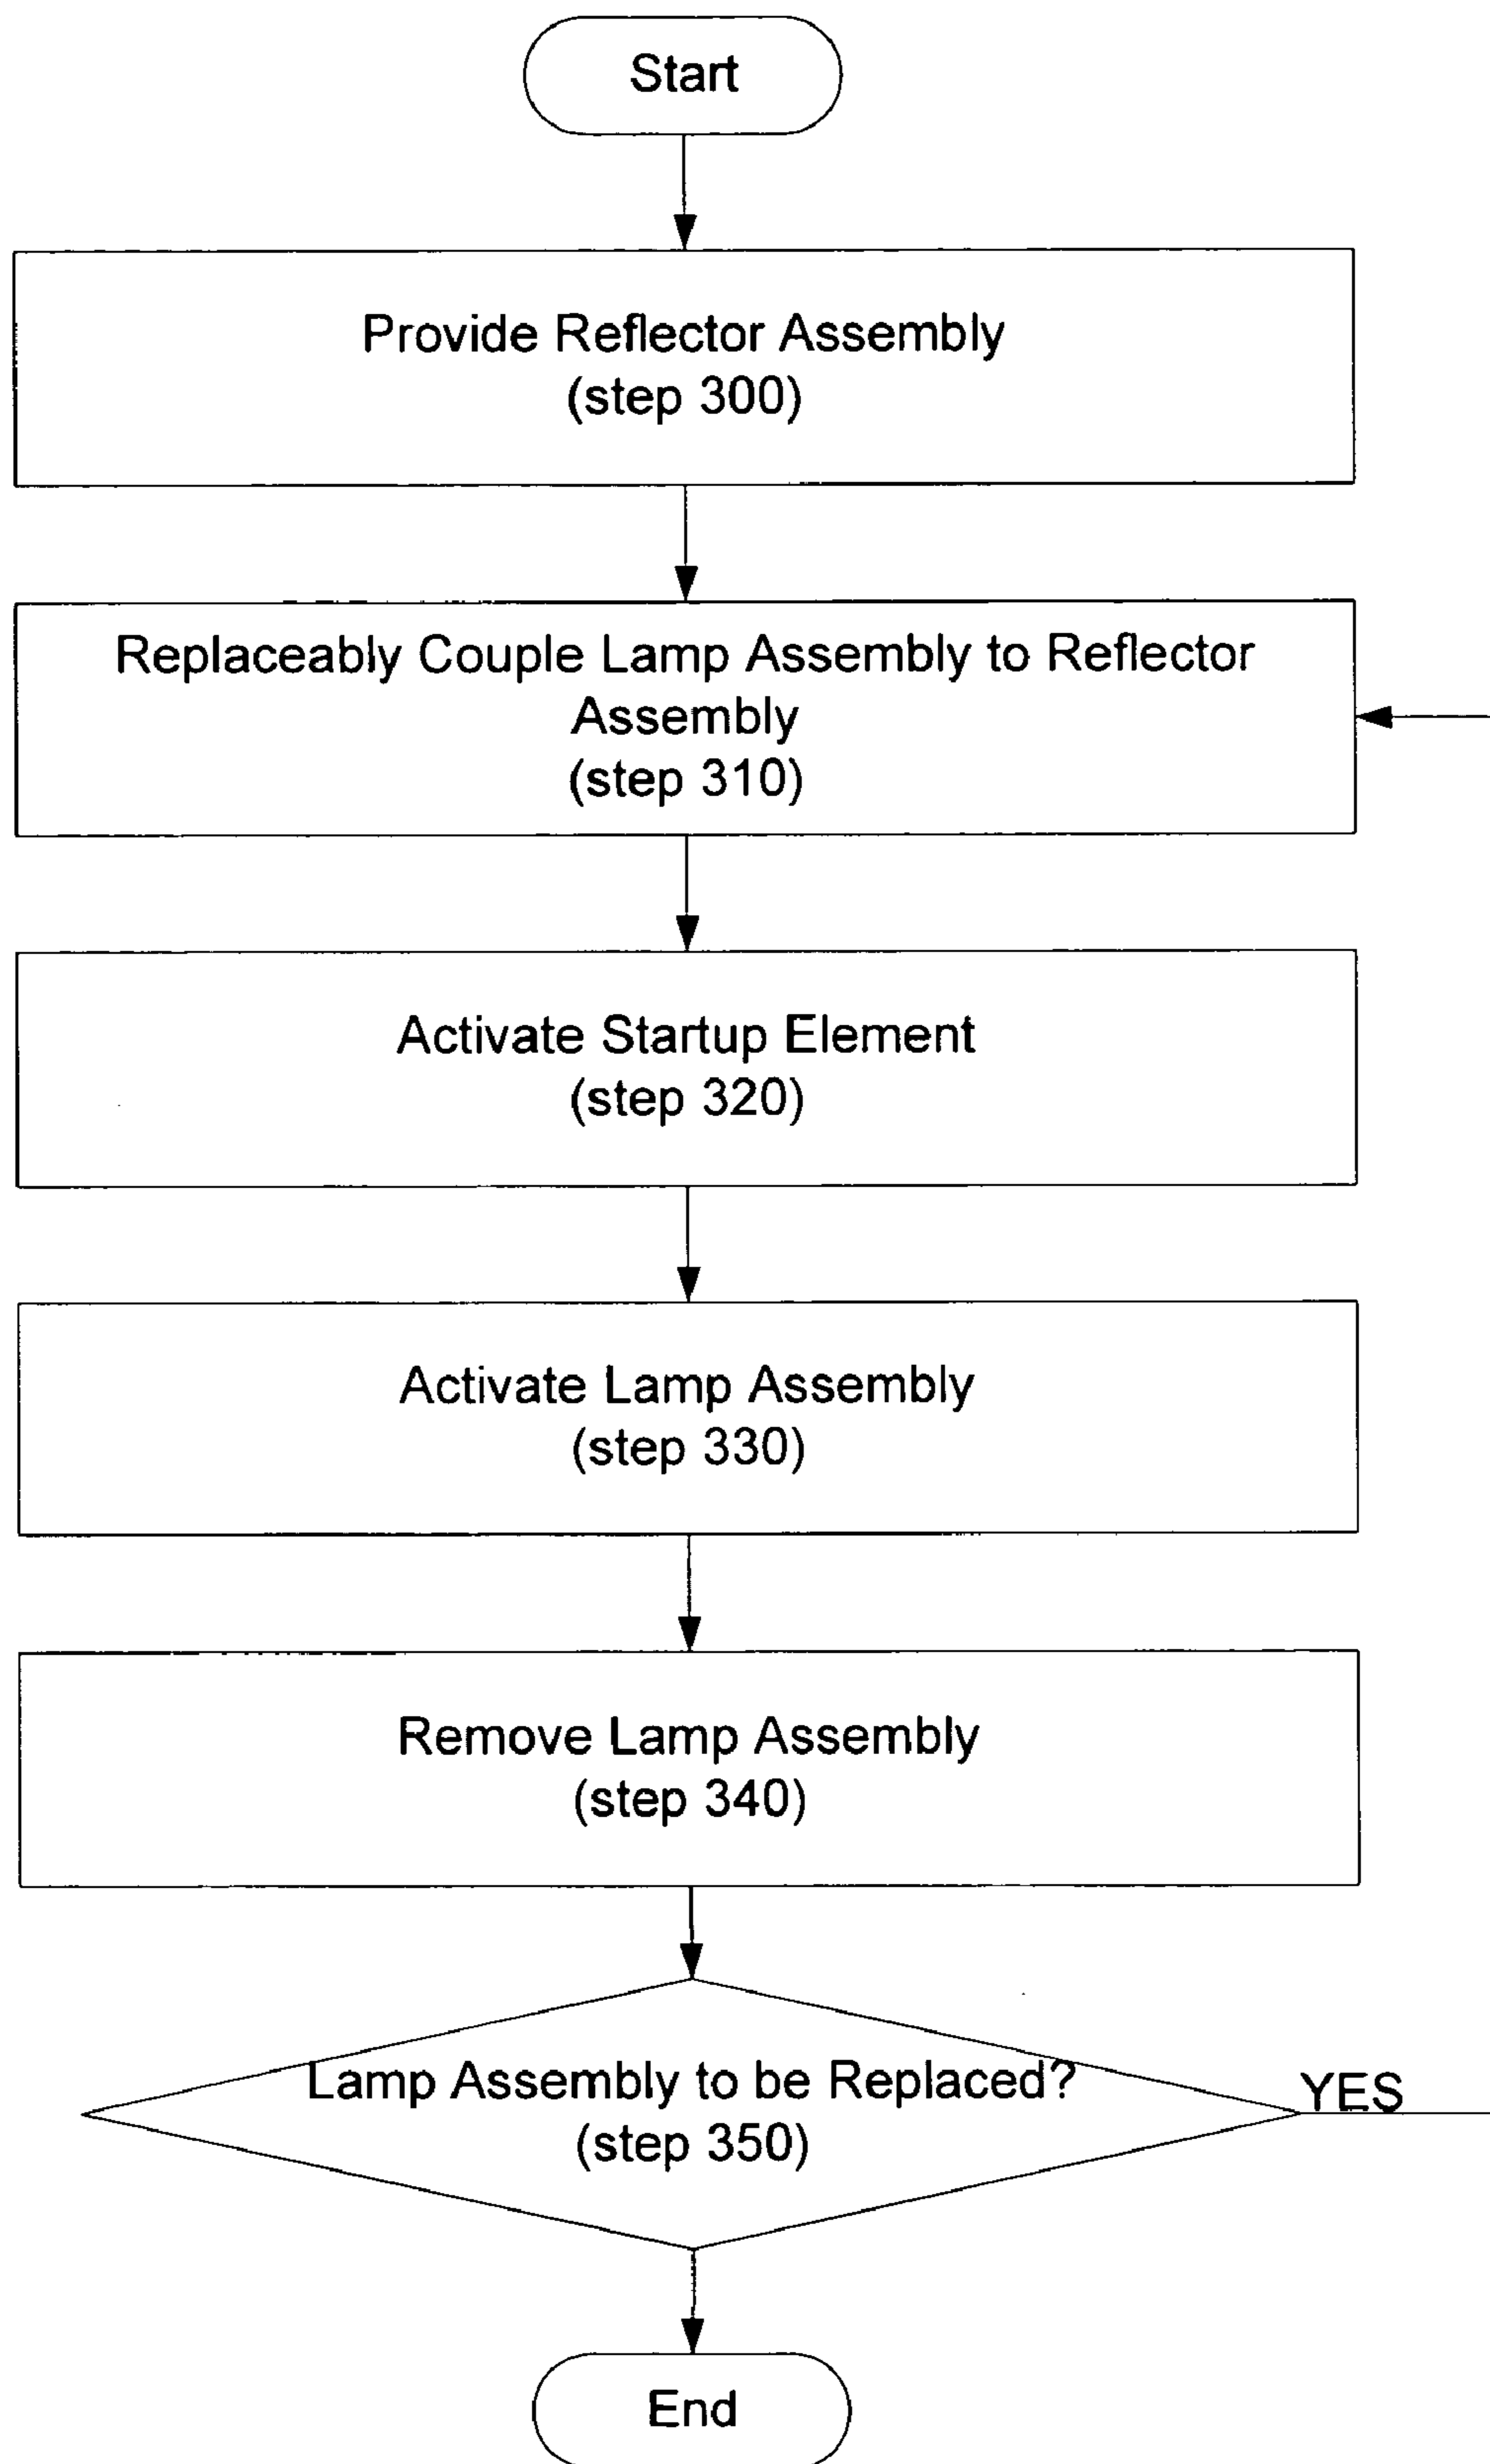 Start
Provide Reflector Assembly
(step 300)
Replaceably Couple Lamp Assembly to Reflector
Assembly
(step 310)
Activate Startup Element
(step 320)
Activate Lamp Assembly
(step 330)
Remove Lamp Assembly
(step 340)
Lamp Assembly to be Replaced?
(step 350)
YES
End